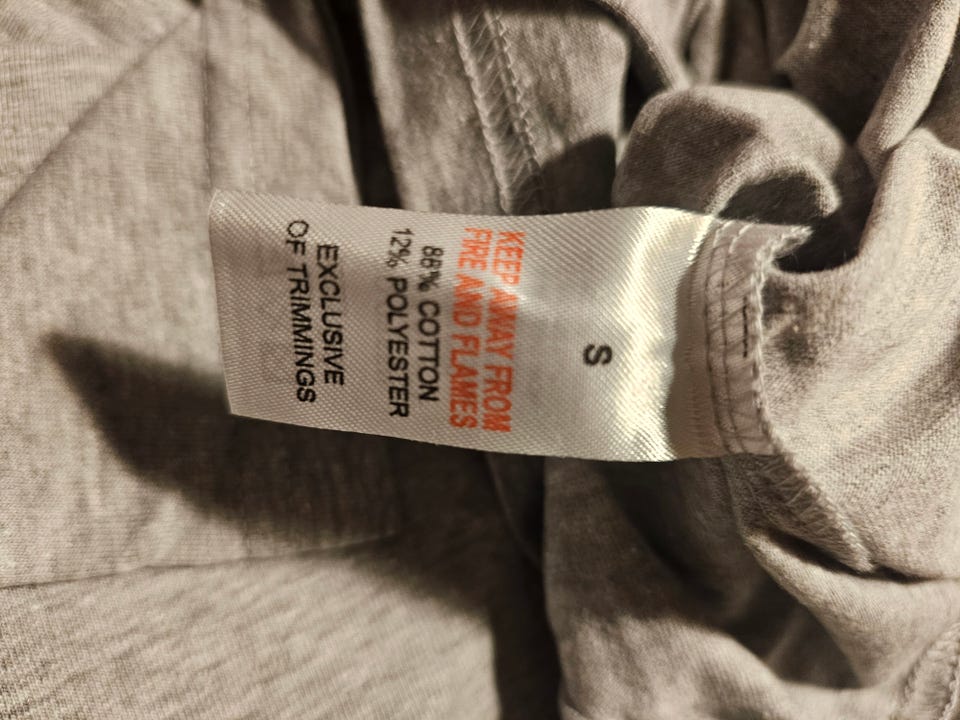 S
KEEP AWAY FROM
FIRE AND FLAMES
88% COTTON
12% POLYESTER
EXCLUSIVE
OF TRIMMINGS